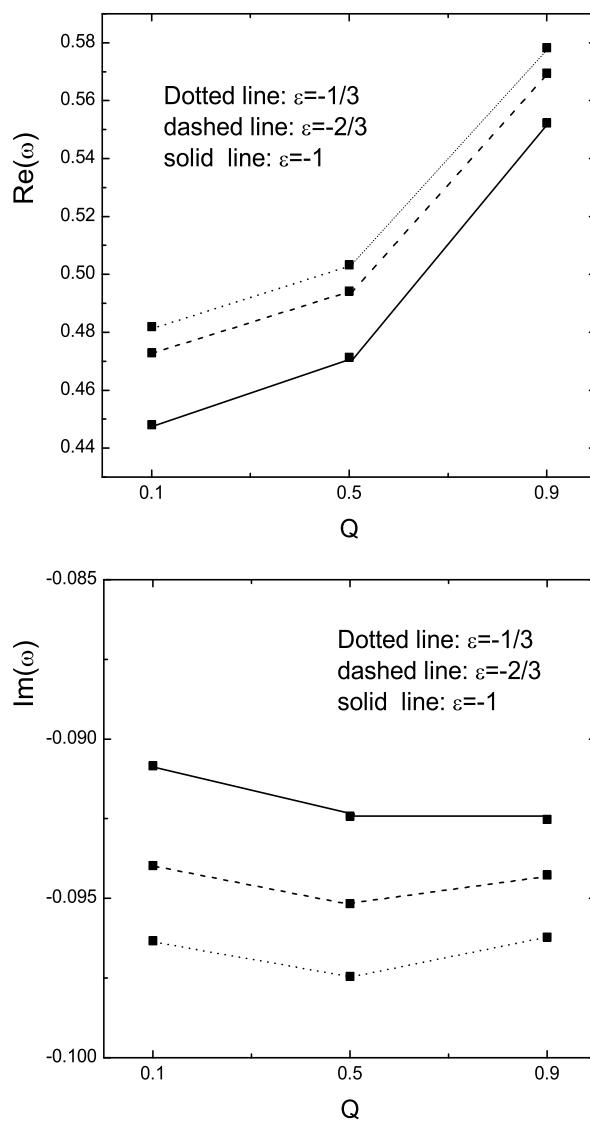 0.58
0.56
0.54
0.50
0.48
0.46
0.44
Re(ω)
Dotted line: ε=-1/3
dashed line: ε=-2/3
solid line: ε=-1
0.1 0.5 0.9
Q
-0.085
-0.090
-0.095
-0.100
Im(ω)
Dotted line: ε=-1/3
dashed line: ε=-2/3
solid line: ε=-1
0.1 0.5 0.9
Q